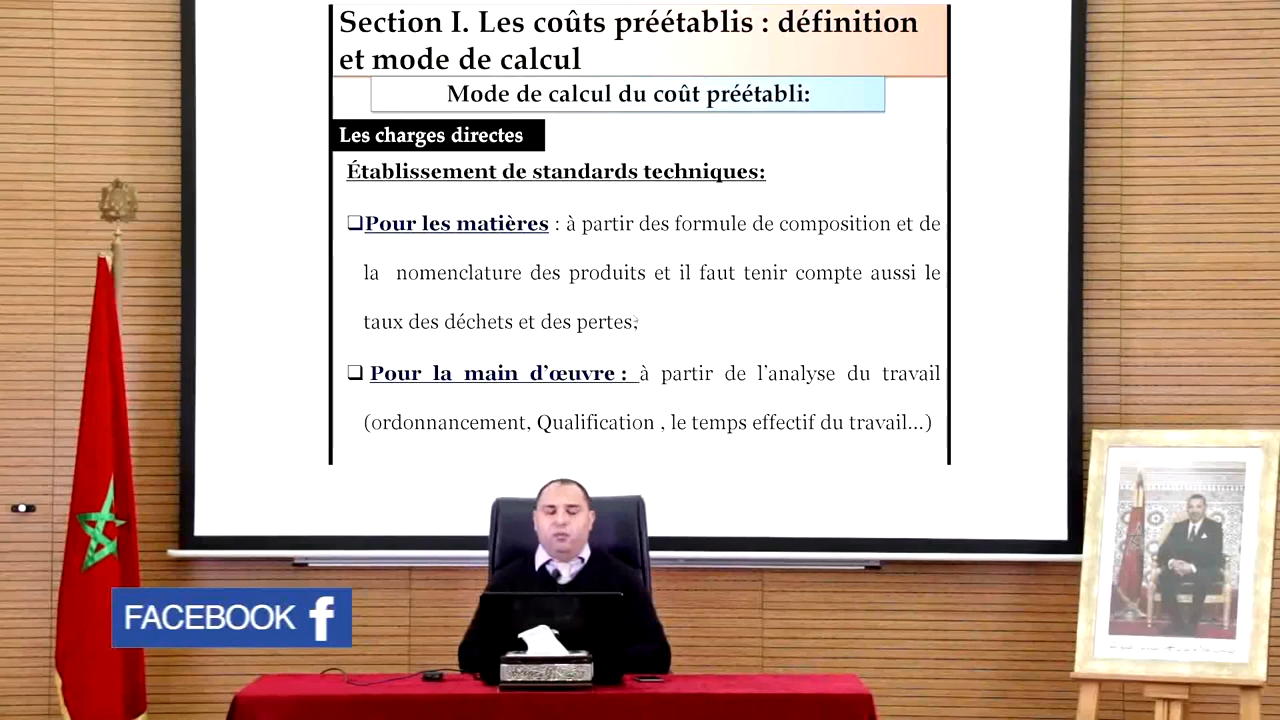 Section I. Les coûts préétablis : définition
et mode de calcul
Mode de calcul du coût préétabli:
Les charges directes
Établissement de standards techniques:
❑Pour les matières : à partir des formule de composition et de
la nomenclature des produits et il faut tenir compte aussi le
taux des déchets et des pertes;
❑ Pour la main d'œuvre : à partir de l'analyse du travail
(ordonnancement, Qualification , le temps effectif du travail...)
FACEBOOK f